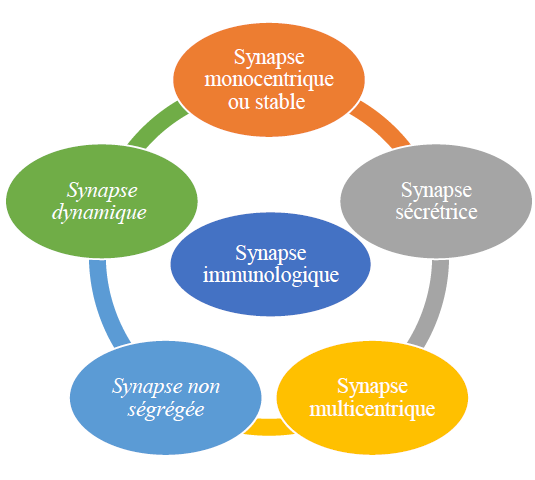 Synapse
monocentrique
ou stable
Synapse
sécrétrice
Synapse
multicentrique
Synapse non
ségrégée
Synapse
dynamique
Synapse
immunologique